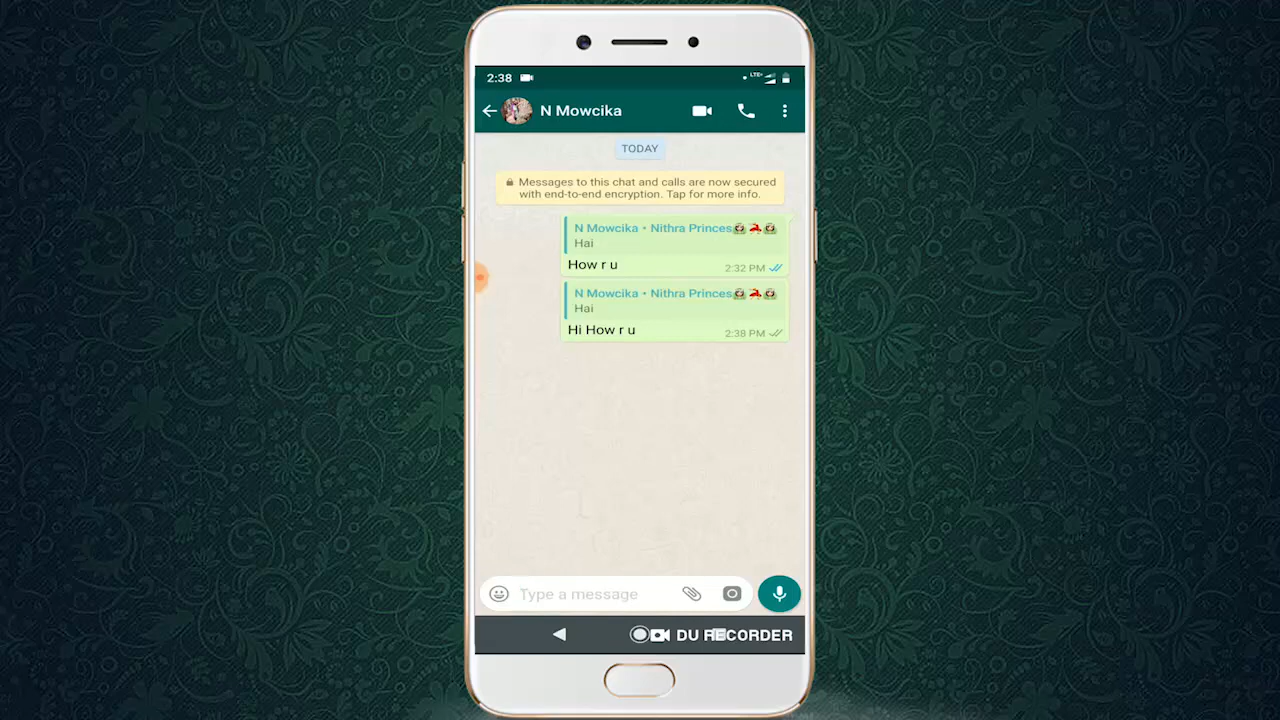 2:38 LTE+
N Mowcika
TODAY
Messages to this chat and calls are now secured
with end-to-end encryption. Tap for more info.
N Mowcika • Nithra Princes👸💃👸
Hai
How r u
2:32 PM
N Mowcika • Nithra Princes👸💃👸
Hai
Hi How r u
2:38 PM
Type a message
DU RECORDER